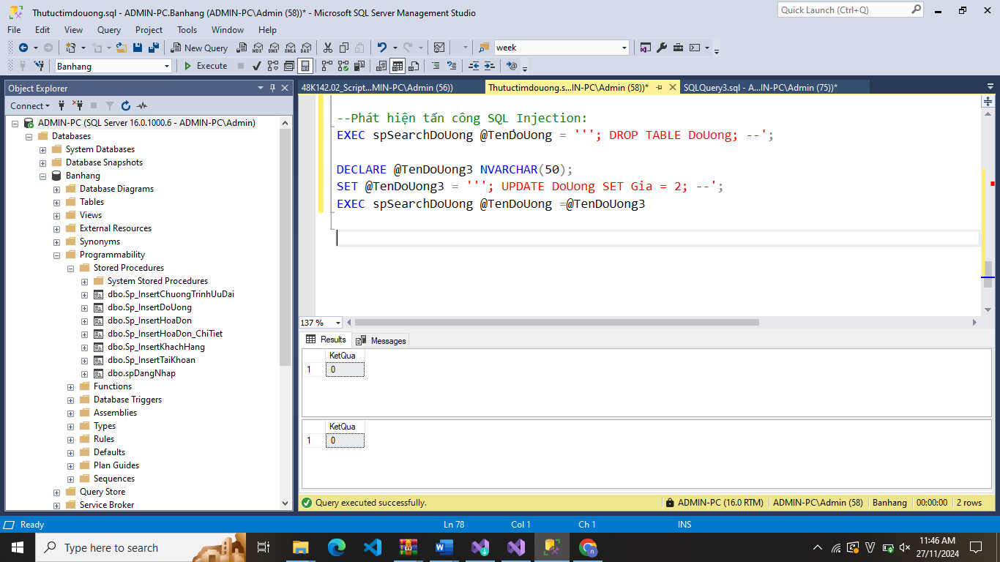 Thutuctimdouong.sql - ADMIN-PC.Banhang (ADMIN-PC\Admin (58))* - Microsoft SQL Server Management Studio
Quick Launch (Ctrl+Q)
File Edit View Query Project Tools Window Help
New Query
MDX DMX XMLA DAX
week
Banhang
Execute
Object Explorer
Connect
ADMIN-PC (SQL Server 16.0.1000.6 - ADMIN-PC\Admin)
Databases
System Databases
Database Snapshots
Banhang
Database Diagrams
Tables
Views
External Resources
Synonyms
Programmability
Stored Procedures
System Stored Procedures
dbo.Sp_InsertChuongTrinhUuDai
dbo.Sp_InsertDoUong
dbo.Sp_InsertHoaDon
dbo.Sp_InsertHoaDon_ChiTiet
dbo.Sp_InsertKhachHang
dbo.Sp_InsertTaiKhoan
dbo.spDangNhap
Functions
Database Triggers
Assemblies
Types
Rules
Defaults
Plan Guides
Sequences
Query Store
Service Broker
48K142.02_Script...MIN-PC\Admin (56))
Thutuctimdouong.s...IN-PC\Admin (58))*
SQLQuery3.sql - A...IN-PC\Admin (75))*
--Phát hiện tấn công SQL Injection:
EXEC spSearchDoUong @TenDoUong = '''; DROP TABLE DoUong; --';
DECLARE @TenDoUong3 NVARCHAR(50);
SET @TenDoUong3 = '''; UPDATE DoUong SET Gia = 2; --';
EXEC spSearchDoUong @TenDoUong =@TenDoUong3
137 %
Results Messages
KetQua
1 0
KetQua
1 0
Query executed successfully.
ADMIN-PC (16.0 RTM) ADMIN-PC\Admin (58) Banhang 00:00:00 2 rows
Ready
Ln 78 Col 1 Ch 1 INS
Type here to search
11:46 AM
27/11/2024